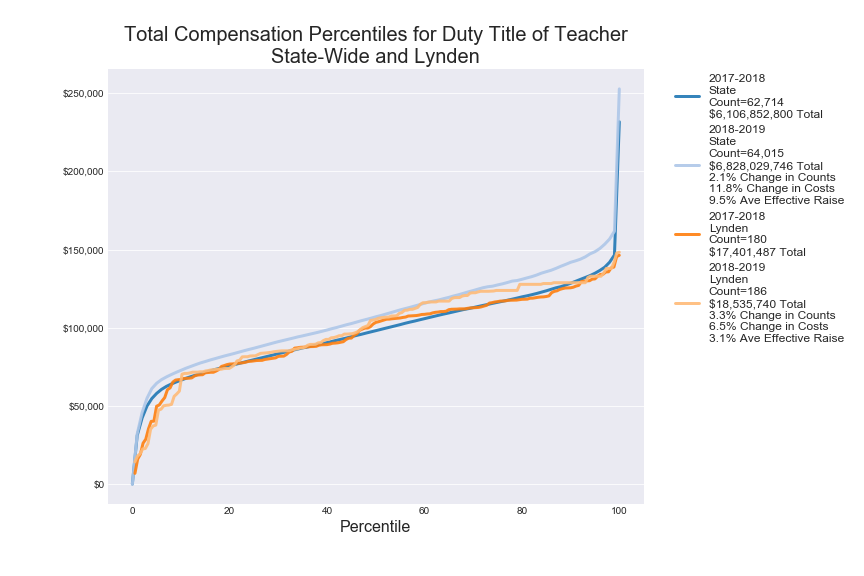 Total Compensation Percentiles for Duty Title of Teacher
State-Wide and Lynden
$250,000
$200,000
$150,000
$100,000
$50,000
$0
0
20
40
60
80
100
Percentile
2017-2018
State
Count=62,714
$6,106,852,800 Total
2018-2019
State
Count=64,015
$6,828,029,746 Total
2.1% Change in Counts
11.8% Change in Costs
9.5% Ave Effective Raise
2017-2018
Lynden
Count=180
$17,401,487 Total
2018-2019
Lynden
Count=186
$18,535,740 Total
3.3% Change in Counts
6.5% Change in Costs
3.1% Ave Effective Raise